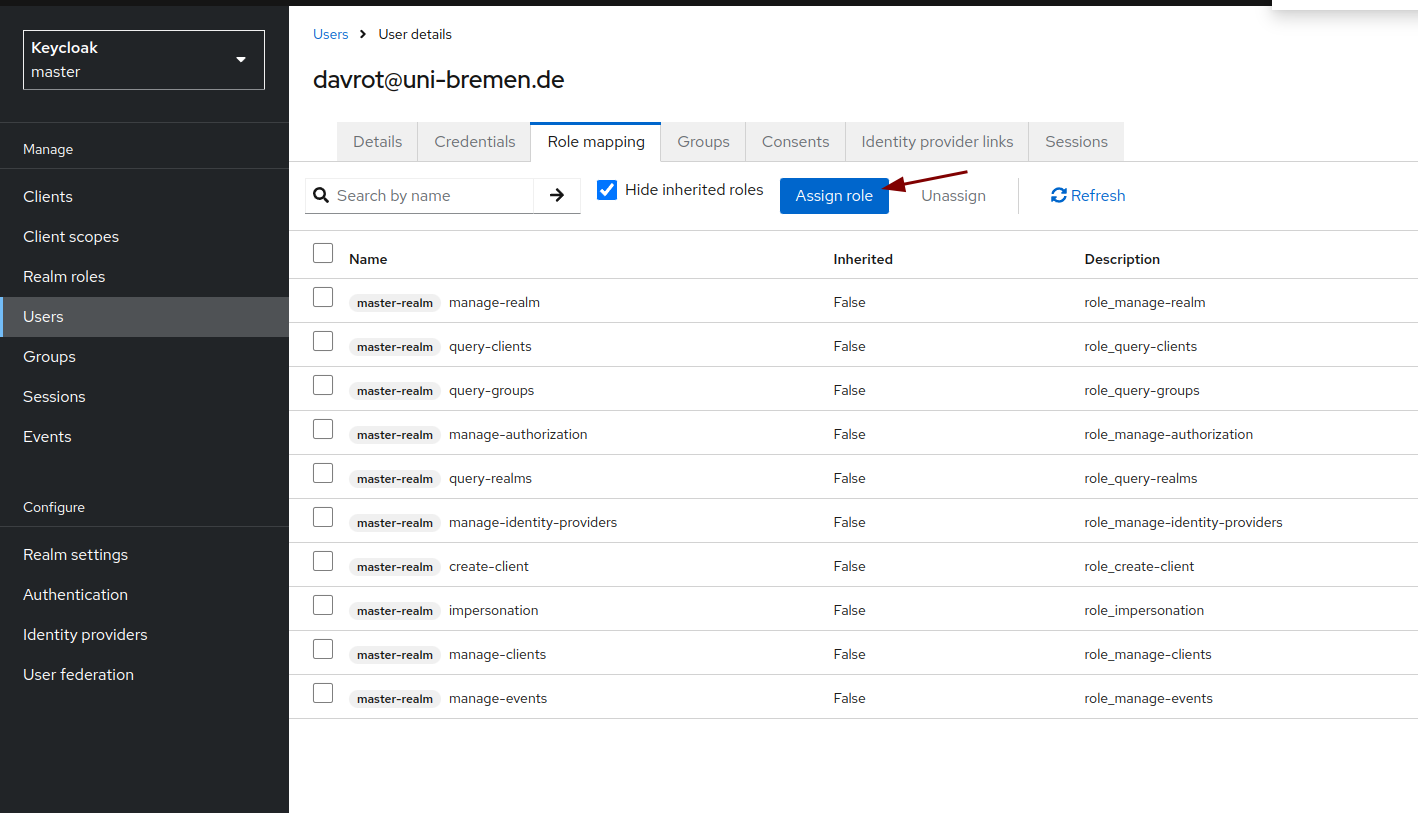 Keycloak
master
Manage
Clients
Client scopes
Realm roles
Users
Groups
Sessions
Events
Configure
Realm settings
Authentication
Identity providers
User federation
Users > User details
davrot@uni-bremen.de
Details Credentials Role mapping Groups Consents Identity provider links Sessions
Search by name Hide inherited roles Assign role Unassign Refresh
Name Inherited Description
master-realm manage-realm False role_manage-realm
master-realm query-clients False role_query-clients
master-realm query-groups False role_query-groups
master-realm manage-authorization False role_manage-authorization
master-realm query-realms False role_query-realms
master-realm manage-identity-providers False role_manage-identity-providers
master-realm create-client False role_create-client
master-realm impersonation False role_impersonation
master-realm manage-clients False role_manage-clients
master-realm manage-events False role_manage-events